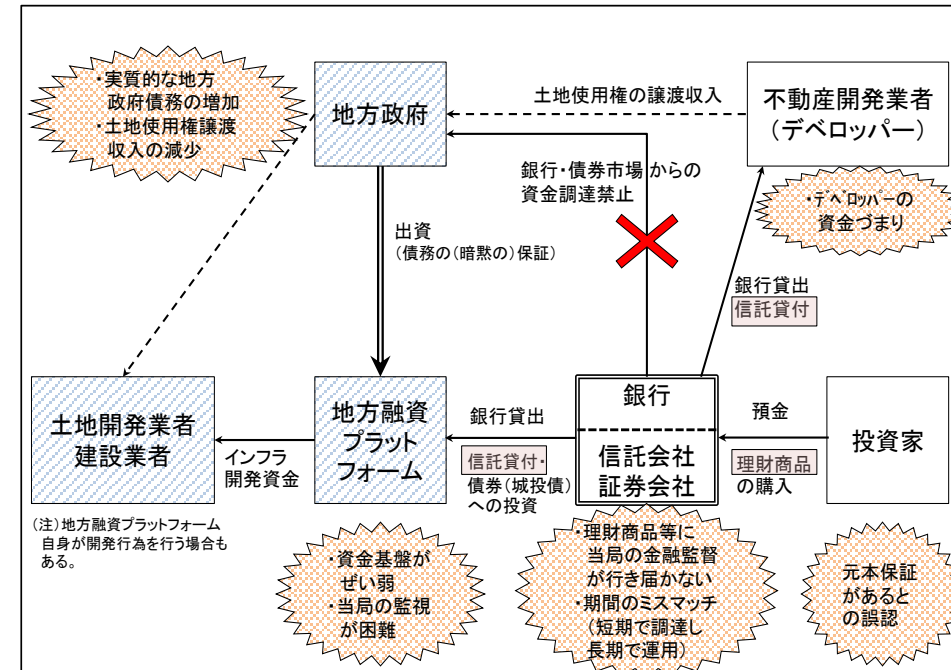 ・実質的な地方
政府債務の増加
・土地使用権譲渡
収入の減少
地方政府
土地使用権の譲渡収入
不動産開発業者
(デベロッパー)
銀行・債券市場 からの
資金調達禁止
・デベロッパーの
資金づまり
出資
(債務の(暗黙の)保証)
銀行貸出
信託貸付
土地開発業者
建設業者
インフラ
開発資金
地方融資
プラット
フォーム
銀行貸出
信託貸付・
債券(城投債)
への投資
銀行
信託会社
証券会社
預金
理財商品
の購入
投資家
(注)地方融資プラットフォーム
自身が開発行為を行う場合も
ある。
・資金基盤が
ぜい弱
・当局の監視
が困難
・理財商品等に
当局の金融監督
が行き届かない
・期間のミスマッチ
(短期で調達し
長期で運用)
元本保証
があると
の誤認